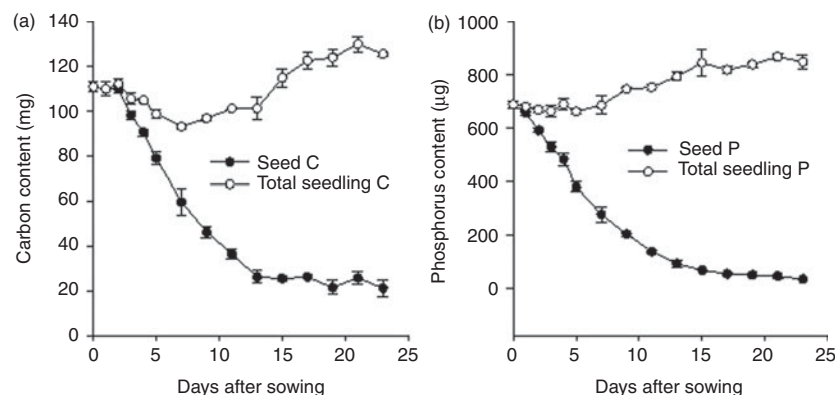 (a)
140
120
100
80
60
40
20
0
Carbon content (mg)
Seed C
Total seedling C
0 5 10 15 20 25
Days after sowing
(b)
1000
800
600
400
200
0
Phosphorus content (µg)
Seed P
Total seedling P
0 5 10 15 20 25
Days after sowing